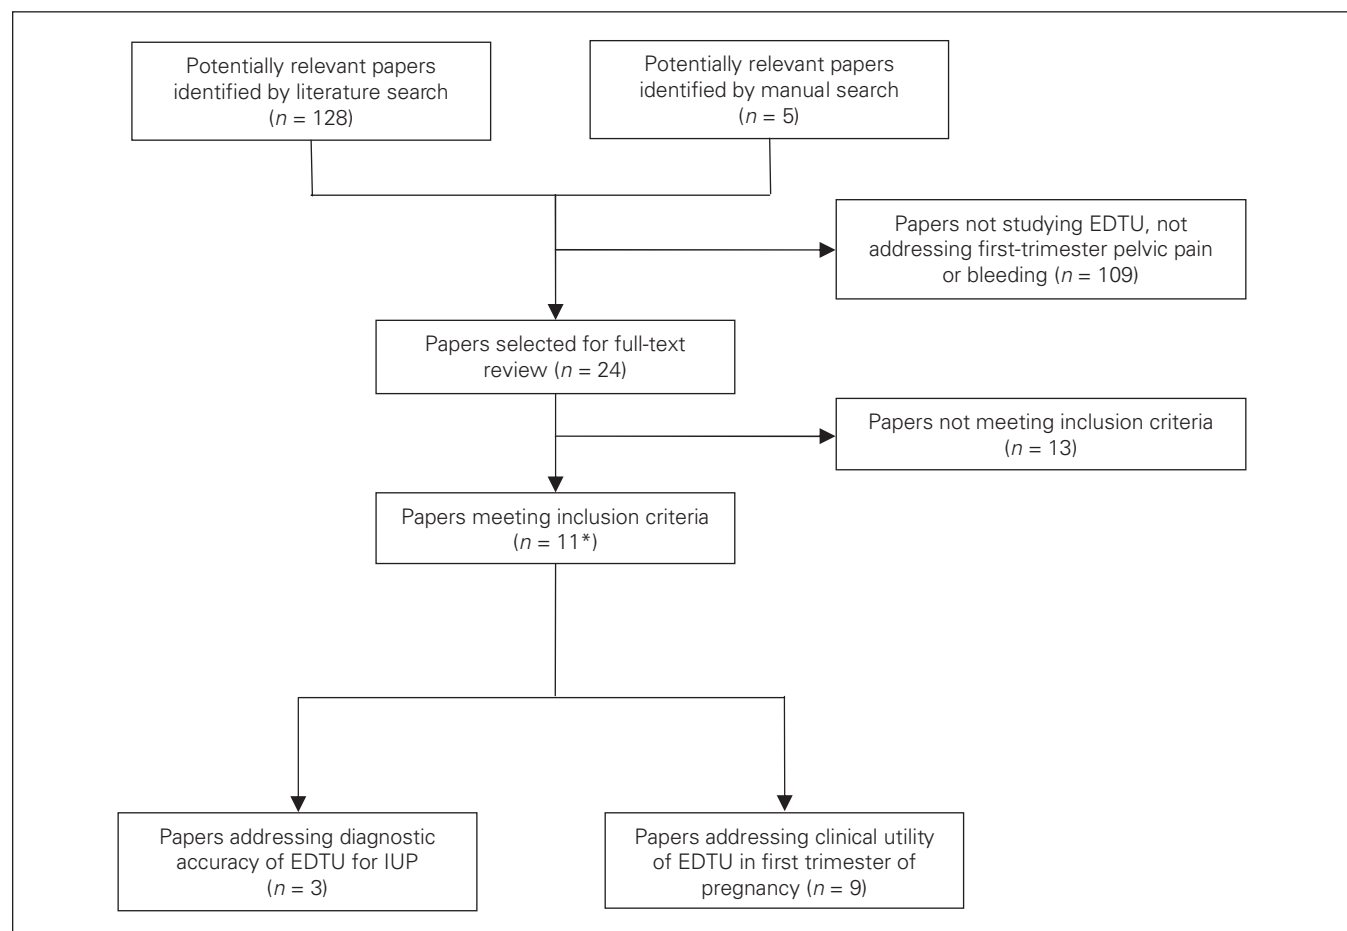 Potentially relevant papers
identified by literature search
(n = 128)
Potentially relevant papers
identified by manual search
(n = 5)
Papers not studying EDTU, not
addressing first-trimester pelvic pain
or bleeding (n = 109)
Papers selected for full-text
review (n = 24)
Papers not meeting inclusion criteria
(n = 13)
Papers meeting inclusion criteria
(n = 11*)
Papers addressing diagnostic
accuracy of EDTU for IUP
(n = 3)
Papers addressing clinical utility
of EDTU in first trimester of
pregnancy (n = 9)